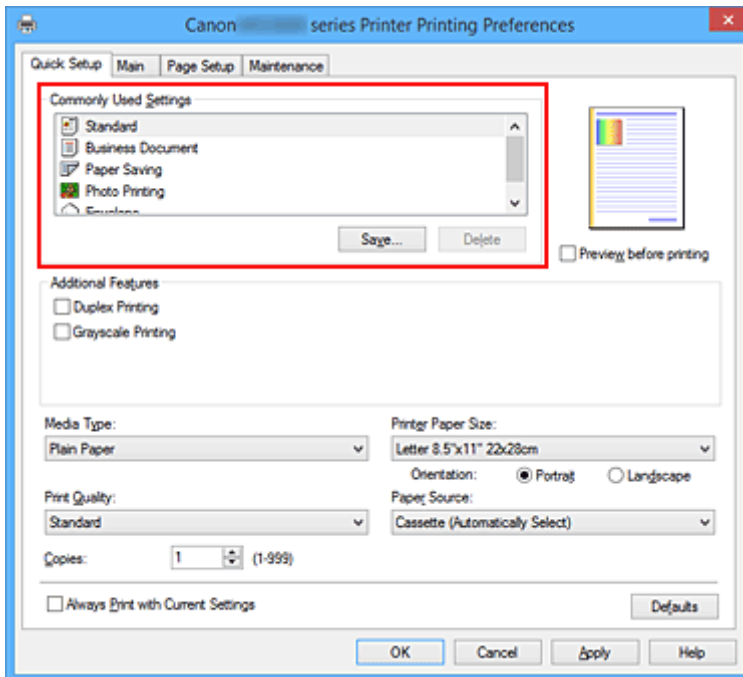 Canon series Printer Printing Preferences
Quick Setup Main Page Setup Maintenance
Commonly Used Settings
Standard
Business Document
Paper Saving
Photo Printing
Envelope
Save... Delete
Preview before printing
Additional Features
Duplex Printing
Grayscale Printing
Media Type: Printer Paper Size:
Plain Paper Letter 8.5"x11" 22x28cm
Orientation: Portrait Landscape
Print Quality: Paper Source:
Standard Cassette (Automatically Select)
Copies: 1 (1-999)
Always Print with Current Settings Defaults
OK Cancel Apply Help